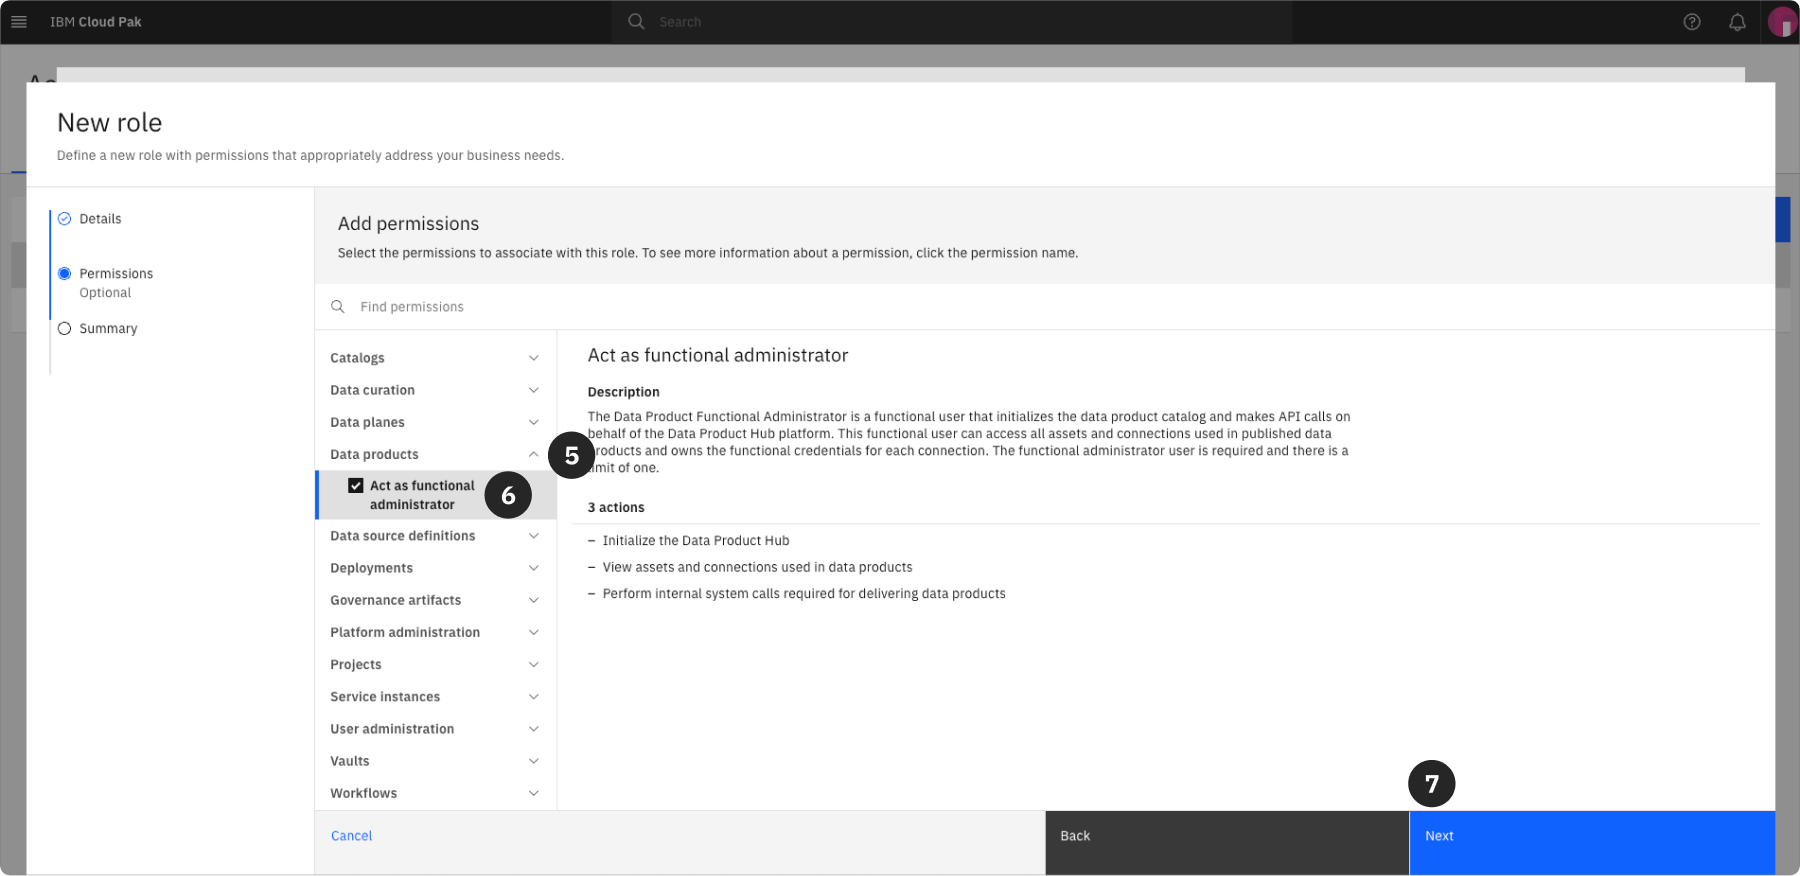 IBM Cloud Pak
Search
New role
Define a new role with permissions that appropriately address your business needs.
Details
Permissions
Optional
Summary
Add permissions
Select the permissions to associate with this role. To see more information about a permission, click the permission name.
Find permissions
Catalogs
Data curation
Data planes
Data products
5
Act as functional
administrator
6
Data source definitions
Deployments
Governance artifacts
Platform administration
Projects
Service instances
User administration
Vaults
Workflows
Act as functional administrator
Description
The Data Product Functional Administrator is a functional user that initializes the data product catalog and makes API calls on
behalf of the Data Product Hub platform. This functional user can access all assets and connections used in published data
roducts and owns the functional credentials for each connection. The functional administrator user is required and there is a
mit of one.
3 actions
– Initialize the Data Product Hub
– View assets and connections used in data products
– Perform internal system calls required for delivering data products
7
Cancel
Back
Next